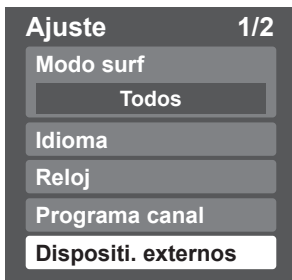 Ajuste 1/2
Modo surf
Todos
Idioma
Reloj
Programa canal
Dispositi. externos